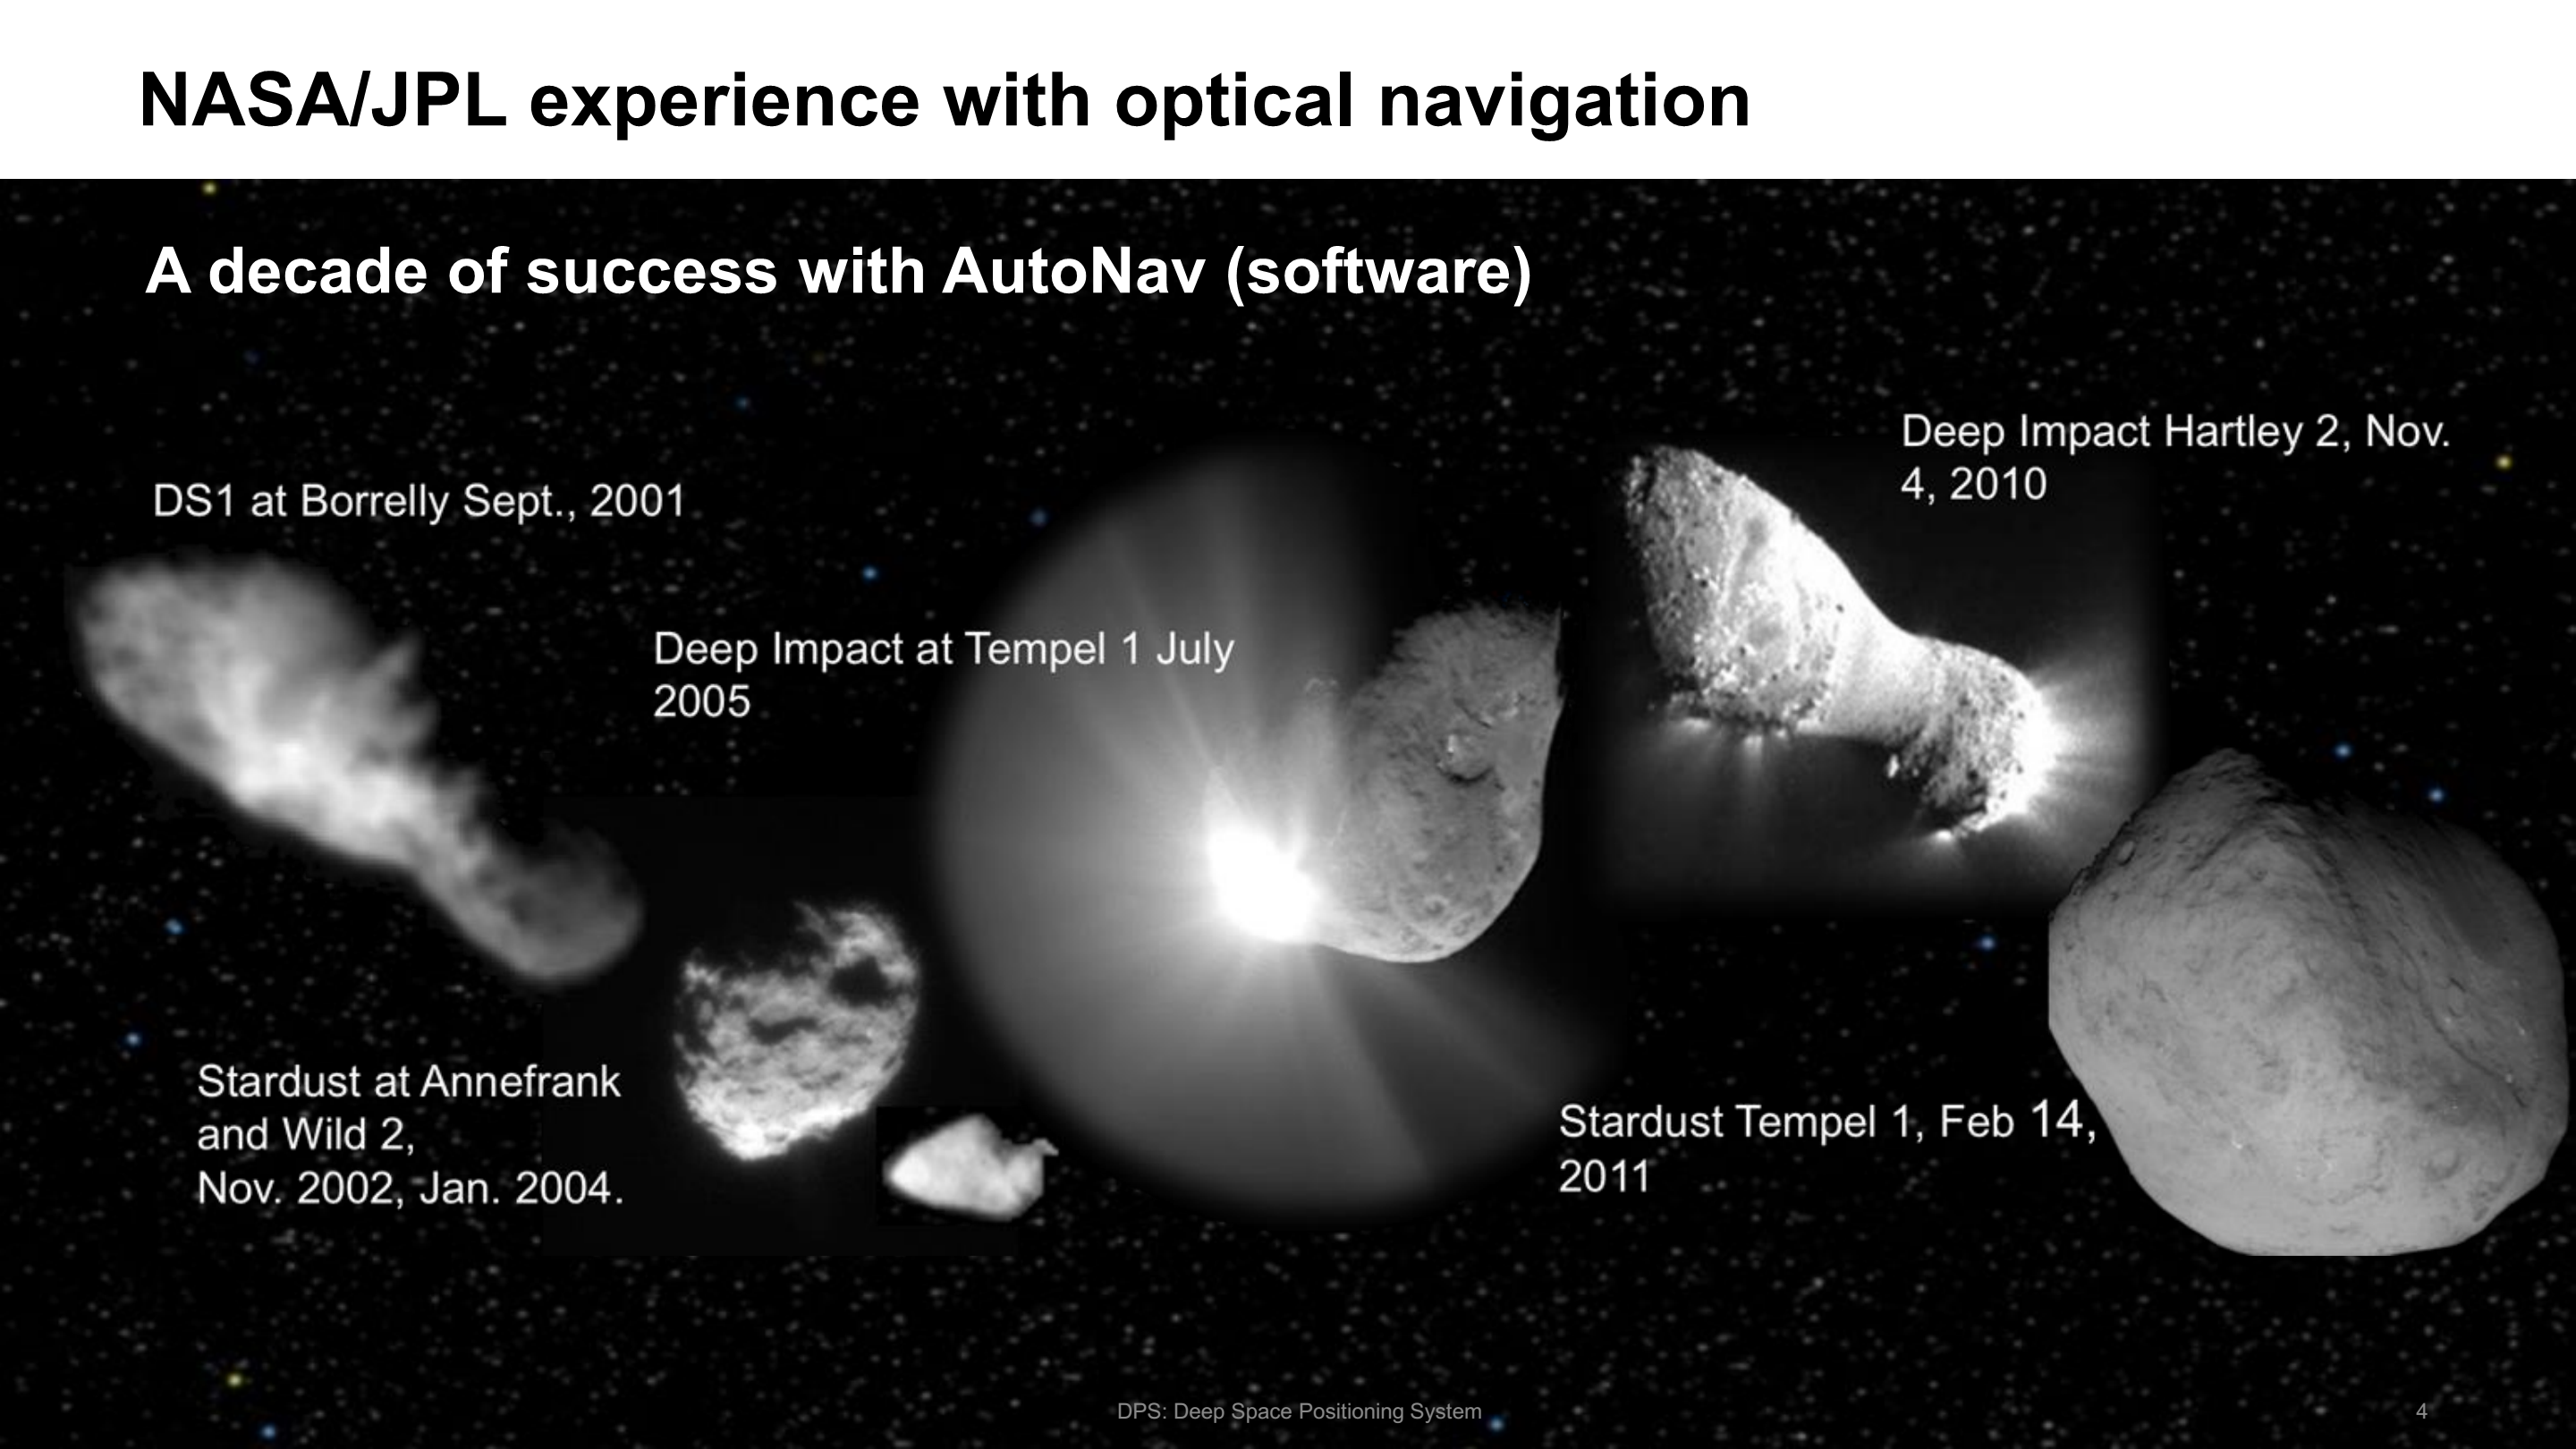 NASA/JPL experience with optical navigation
A decade of success with AutoNav (software)
Deep Impact Hartley 2, Nov.
4, 2010
DS1 at Borrelly Sept., 2001
Deep Impact at Tempel 1 July
2005
Stardust at Annefrank
and Wild 2,
Nov. 2002, Jan. 2004.
Stardust Tempel 1, Feb 14,
2011
DPS: Deep Space Positioning System
4